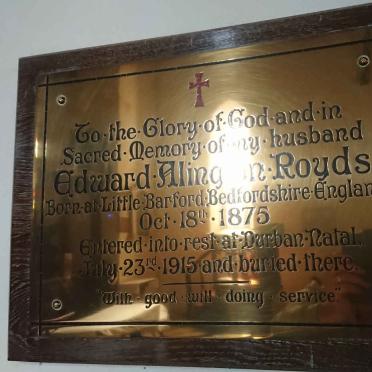 To·the·Glory·of·God·and·in
Sacred·Memory·of·my·husband
Edward·Alington·Royds
Born·at·Little·Barford,Bedfordshire·Englan
Oct·18th·1875
Entered·into·rest·at·Durban·Natal,
July·23rd·1915·and·buried·there.
"With·good·will·doing·service."